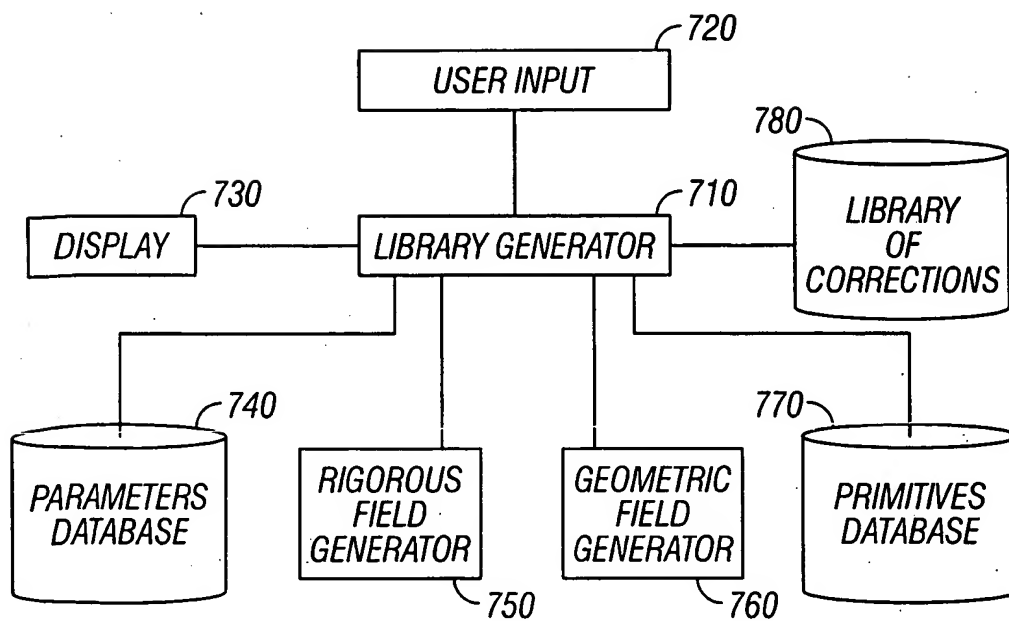 720
USER INPUT
780
730
710
DISPLAY
LIBRARY GENERATOR
LIBRARY
OF
CORRECTIONS
740
770
PARAMETERS
DATABASE
RIGOROUS
FIELD
GENERATOR
GEOMETRIC
FIELD
GENERATOR
PRIMITIVES
DATABASE
750
760